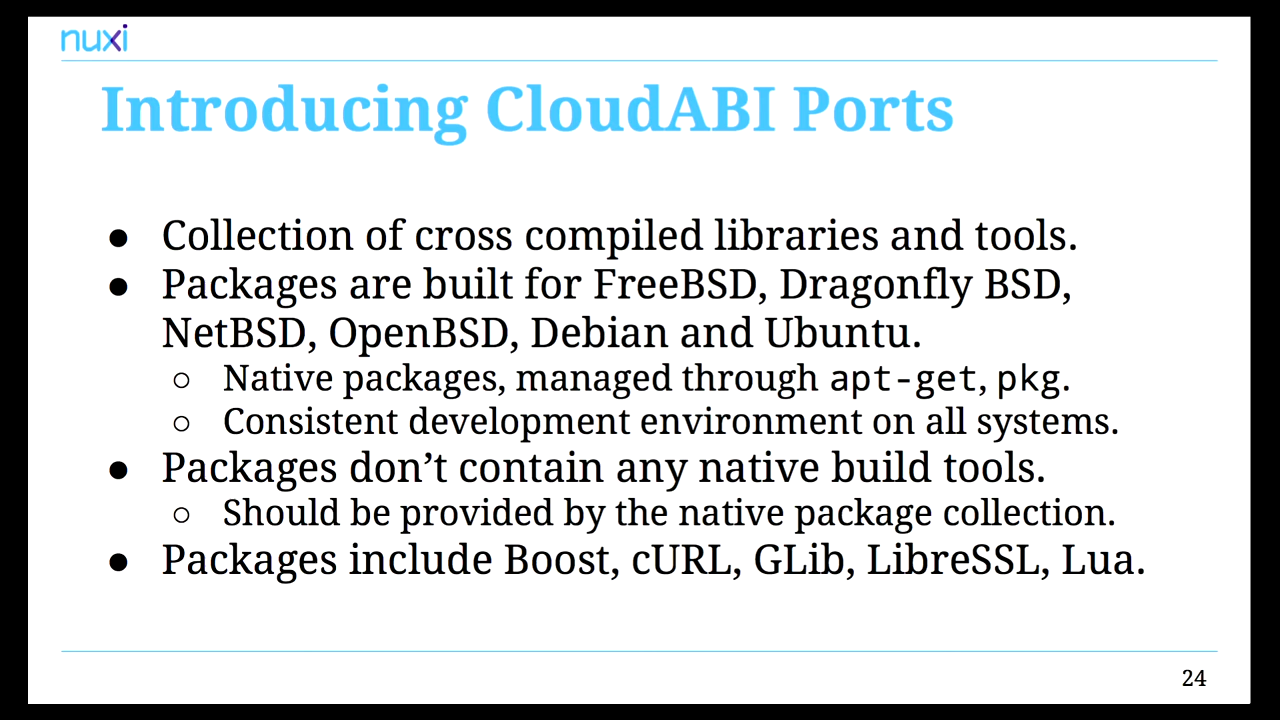 nuxi
Introducing CloudABI Ports
● Collection of cross compiled libraries and tools.
● Packages are built for FreeBSD, Dragonfly BSD,
NetBSD, OpenBSD, Debian and Ubuntu.
○ Native packages, managed through apt-get, pkg.
○ Consistent development environment on all systems.
● Packages don’t contain any native build tools.
○ Should be provided by the native package collection.
● Packages include Boost, cURL, GLib, LibreSSL, Lua.
24